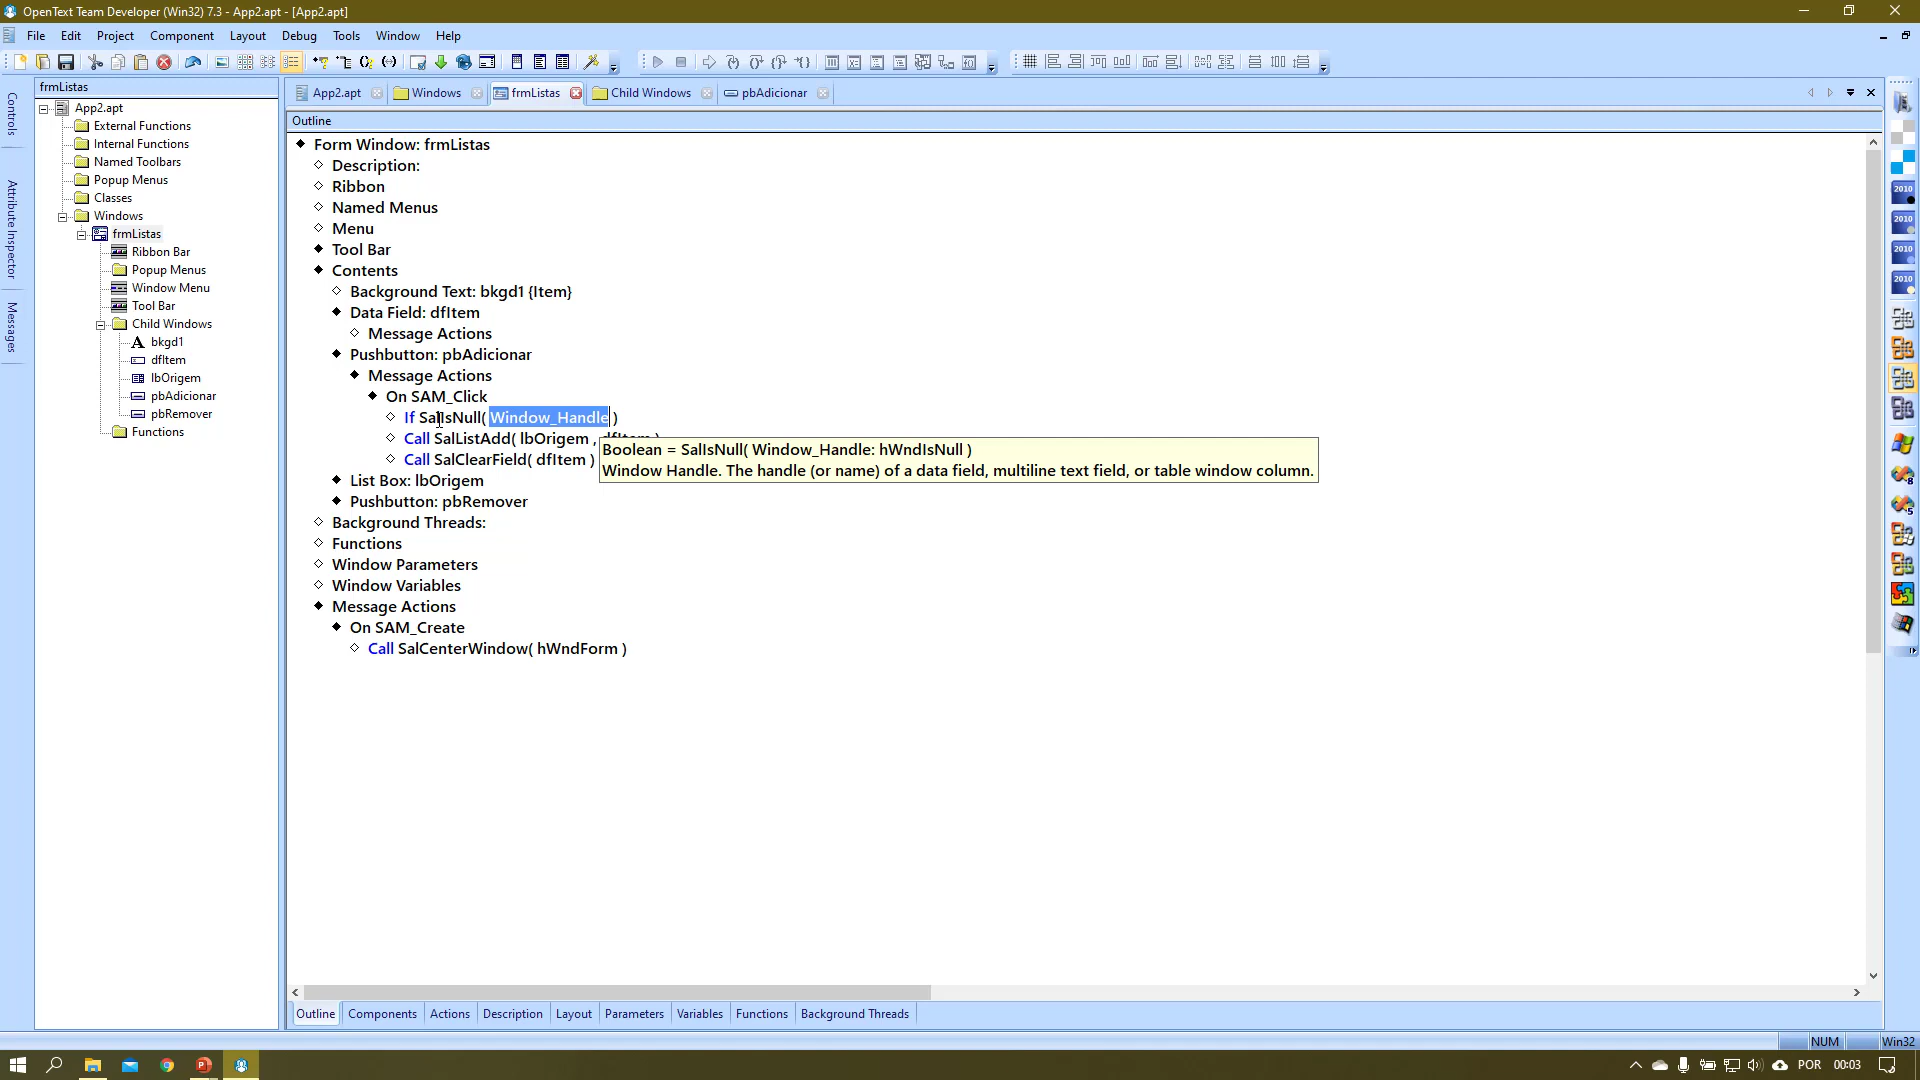 OpenText Team Developer (Win32) 7.3 - App2.apt - [App2.apt]
File Edit Project Component Layout Debug Tools Window Help
frmListas
App2.apt
External Functions
Internal Functions
Named Toolbars
Popup Menus
Classes
Windows
frmListas
Ribbon Bar
Popup Menus
Window Menu
Tool Bar
Child Windows
bkgd1
dfItem
lbOrigem
pbAdicionar
pbRemover
Functions
Controls
Attribute Inspector
Messages
App2.apt Windows frmListas Child Windows pbAdicionar
Outline
Form Window: frmListas
Description:
Ribbon
Named Menus
Menu
Tool Bar
Contents
Background Text: bkgd1 {Item}
Data Field: dfItem
Message Actions
Pushbutton: pbAdicionar
Message Actions
On SAM_Click
If SalIsNull( Window_Handle )
Call SalListAdd( lbOrigem , dfItem )
Call SalClearField( dfItem )
Boolean = SalIsNull( Window_Handle: hWndIsNull )
Window Handle. The handle (or name) of a data field, multiline text field, or table window column.
List Box: lbOrigem
Pushbutton: pbRemover
Background Threads:
Functions
Window Parameters
Window Variables
Message Actions
On SAM_Create
Call SalCenterWindow( hWndForm )
2010
2010
2010
2010
Outline Components Actions Description Layout Parameters Variables Functions Background Threads
NUM Win32
POR 00:03